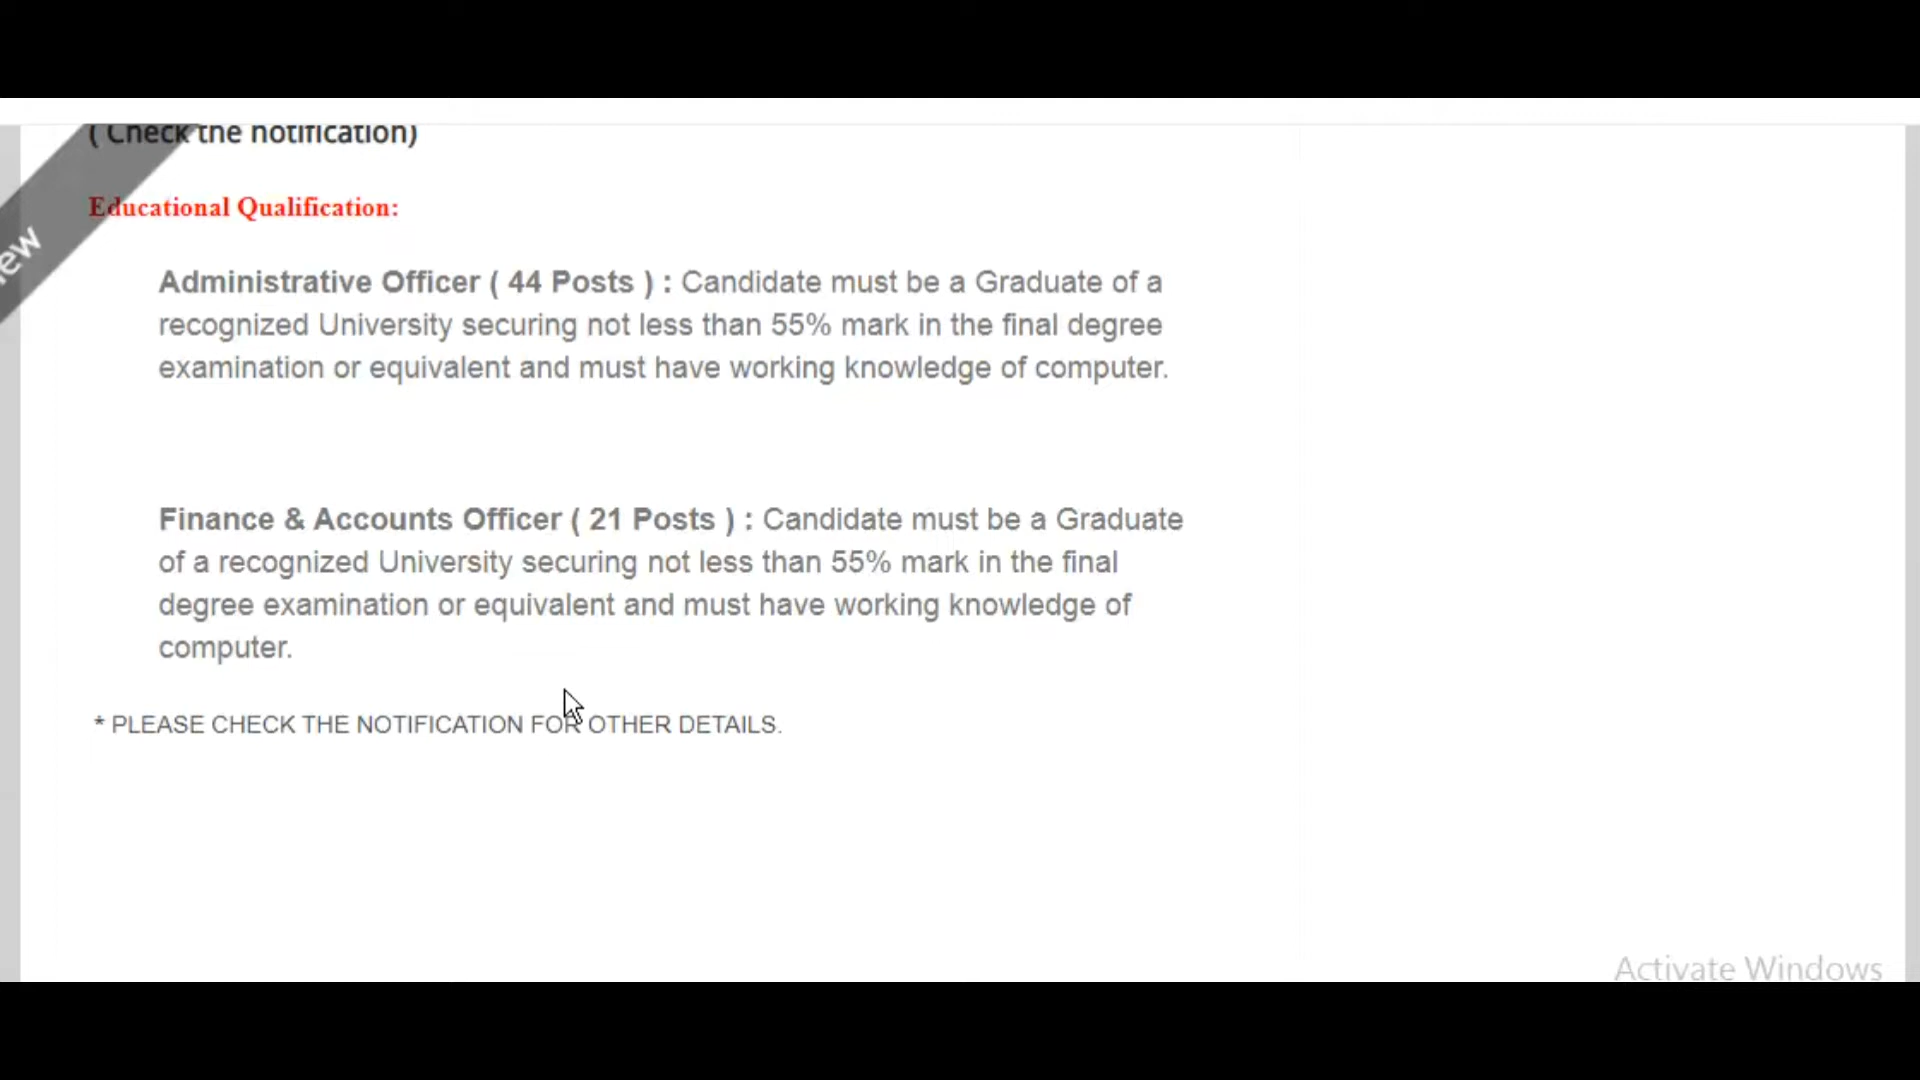 ( Check the notification)
Educational Qualification:
ew
Administrative Officer ( 44 Posts ) : Candidate must be a Graduate of a
recognized University securing not less than 55% mark in the final degree
examination or equivalent and must have working knowledge of computer.
Finance & Accounts Officer ( 21 Posts ) : Candidate must be a Graduate
of a recognized University securing not less than 55% mark in the final
degree examination or equivalent and must have working knowledge of
computer.
* PLEASE CHECK THE NOTIFICATION FOR OTHER DETAILS.
Activate Windows